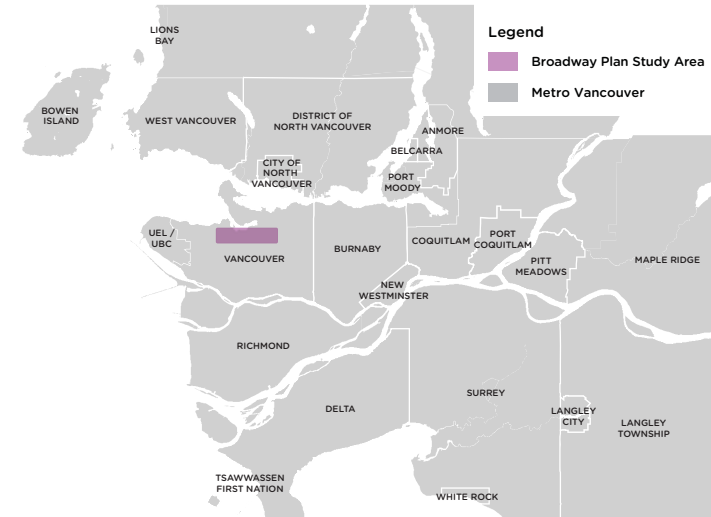 LIONS
BAY
Legend
Broadway Plan Study Area
Metro Vancouver
BOWEN
ISLAND
WEST VANCOUVER
DISTRICT OF
NORTH VANCOUVER
ANMORE
BELCARRA
CITY OF
NORTH
VANCOUVER
PORT
MOODY
UEL /
UBC
VANCOUVER
BURNABY
COQUITLAM
PORT
COQUITLAM
PITT
MEADOWS
MAPLE RIDGE
NEW
WESTMINSTER
RICHMOND
DELTA
SURREY
LANGLEY
CITY
LANGLEY
TOWNSHIP
TSAWWASSEN
FIRST NATION
WHITE ROCK